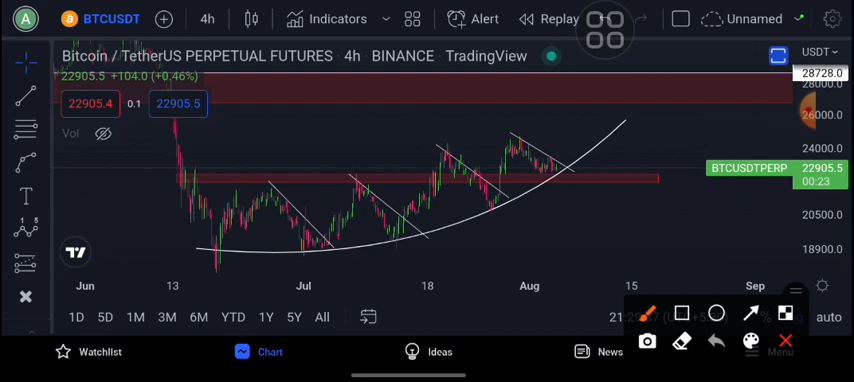 A BTCUSDT 4h Indicators Alert Replay Unnamed
Bitcoin / TetherUS PERPETUAL FUTURES · 4h · BINANCE · TradingView
USDT
22905.5 +104.0 (+0.46%)
28728.0
28000.0
22905.4 0.1 22905.5
26000.0
Vol
24000.0
BTCUSDTPERP 22905.5
00:23
20500.0
18900.0
Jun 13 Jul 18 Aug 15 Sep
1D 5D 1M 3M 6M YTD 1Y 5Y All
% auto
Watchlist Chart Ideas News Menu